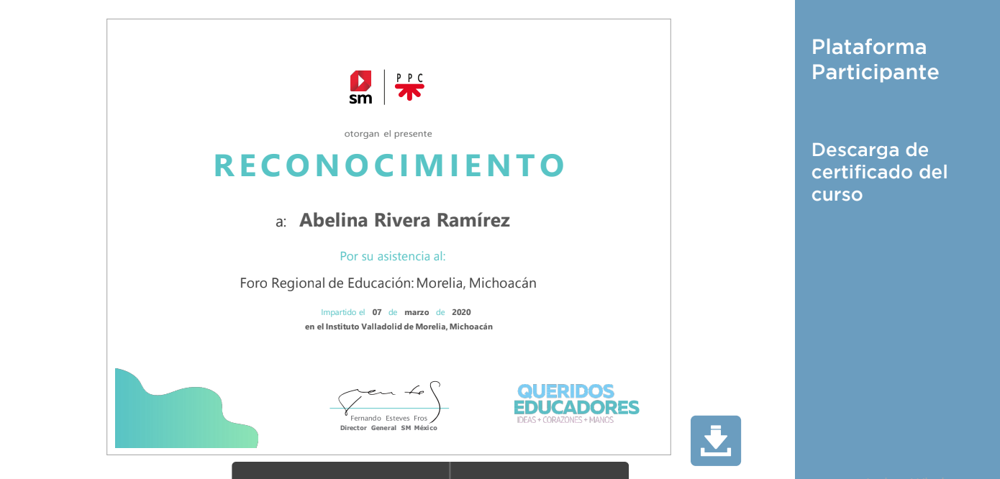 sm
PPC
otorgan el presente
RECONOCIMIENTO
a: Abelina Rivera Ramírez
Por su asistencia al:
Foro Regional de Educación: Morelia, Michoacán
Impartido el 07 de marzo de 2020
en el Instituto Valladolid de Morelia, Michoacán
Fernando Esteves Fros
Director General SM México
QUERIDOS
EDUCADORES
IDEAS + CORAZONES + MANOS
Plataforma
Participante
Descarga de
certificado del
curso